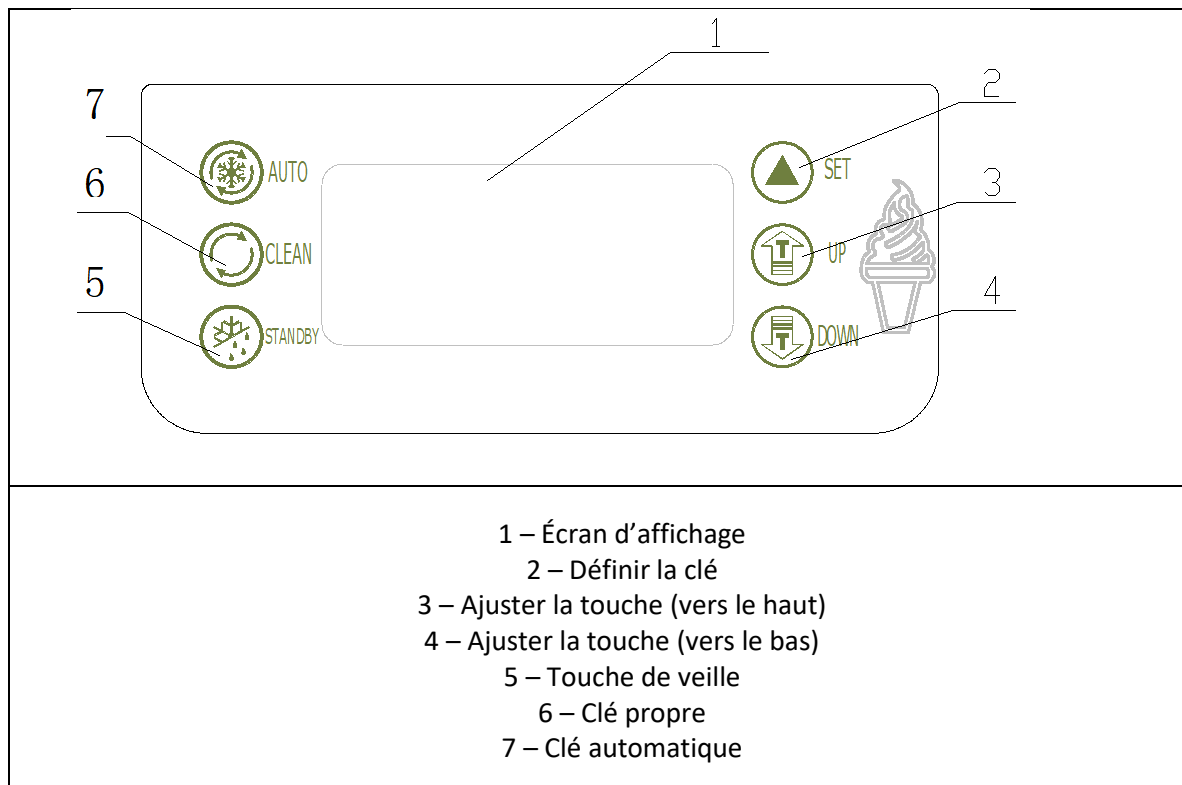 1
2
7
AUTO
SET
6
3
CLEAN
UP
5
4
STANDBY
DOWN
T
T
1 – Écran d’affichage
2 – Définir la clé
3 – Ajuster la touche (vers le haut)
4 – Ajuster la touche (vers le bas)
5 – Touche de veille
6 – Clé propre
7 – Clé automatique